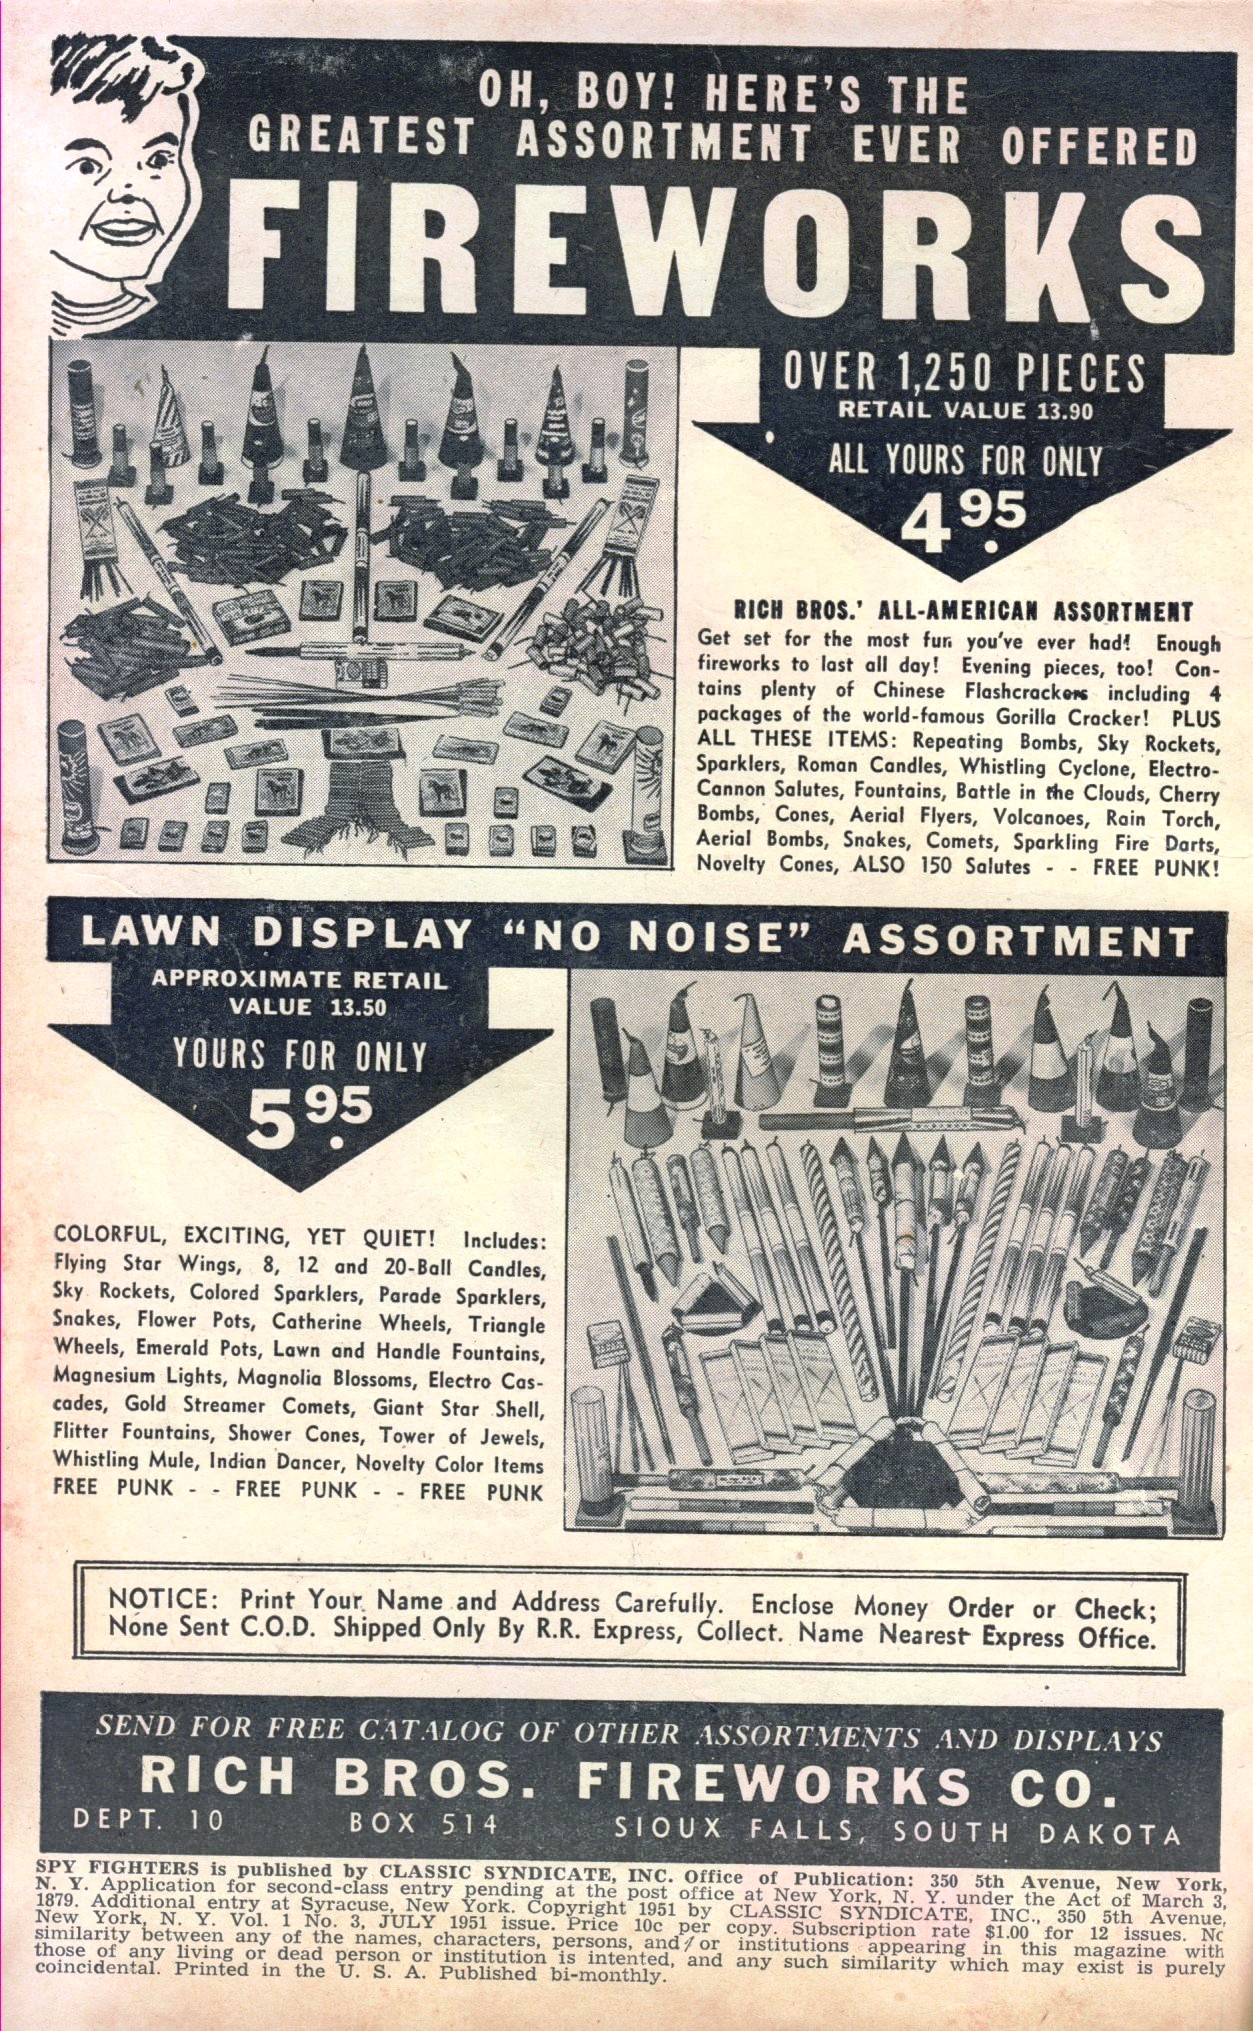 OH, BOY! HERE'S THE
GREATEST ASSORTMENT EVER OFFERED
FIREWORKS
OVER 1,250 PIECES
RETAIL VALUE 13.90
ALL YOURS FOR ONLY
4.95
RICH BROS.' ALL-AMERICAN ASSORTMENT
Get set for the most fun you've ever had! Enough
fireworks to last all day! Evening pieces, too! Con-
tains plenty of Chinese Flashcrackers including 4
packages of the world-famous Gorilla Cracker! PLUS
ALL THESE ITEMS: Repeating Bombs, Sky Rockets,
Sparklers, Roman Candles, Whistling Cyclone, Electro-
Cannon Salutes, Fountains, Battle in the Clouds, Cherry
Bombs, Cones, Aerial Flyers, Volcanoes, Rain Torch,
Aerial Bombs, Snakes, Comets, Sparkling Fire Darts,
Novelty Cones, ALSO 150 Salutes - - FREE PUNK!
LAWN DISPLAY "NO NOISE" ASSORTMENT
APPROXIMATE RETAIL
VALUE 13.50
YOURS FOR ONLY
5.95
COLORFUL, EXCITING, YET QUIET! Includes:
Flying Star Wings, 8, 12 and 20-Ball Candles,
Sky Rockets, Colored Sparklers, Parade Sparklers,
Snakes, Flower Pots, Catherine Wheels, Triangle
Wheels, Emerald Pots, Lawn and Handle Fountains,
Magnesium Lights, Magnolia Blossoms, Electro Cas-
cades, Gold Streamer Comets, Giant Star Shell,
Flitter Fountains, Shower Cones, Tower of Jewels,
Whistling Mule, Indian Dancer, Novelty Color Items
FREE PUNK - - FREE PUNK - - FREE PUNK
NOTICE: Print Your Name and Address Carefully. Enclose Money Order or Check;
None Sent C.O.D. Shipped Only By R.R. Express, Collect. Name Nearest Express Office.
SEND FOR FREE CATALOG OF OTHER ASSORTMENTS AND DISPLAYS
RICH BROS. FIREWORKS CO.
DEPT. 10 BOX 514 SIOUX FALLS, SOUTH DAKOTA
SPY FIGHTERS is published by CLASSIC SYNDICATE, INC. Office of Publication: 350 5th Avenue, New York,
N. Y. Application for second-class entry pending at the post office at New York, N. Y. under the Act of March 3,
1879. Additional entry at Syracuse, New York. Copyright 1951 by CLASSIC SYNDICATE, INC., 350 5th Avenue,
New York, N. Y. Vol. 1 No. 3, JULY 1951 issue. Price 10c per copy. Subscription rate $1.00 for 12 issues. No
similarity between any of the names, characters, persons, and/or institutions appearing in this magazine with
those of any living or dead person or institution is intented, and any such similarity which may exist is purely
coincidental. Printed in the U. S. A. Published bi-monthly.